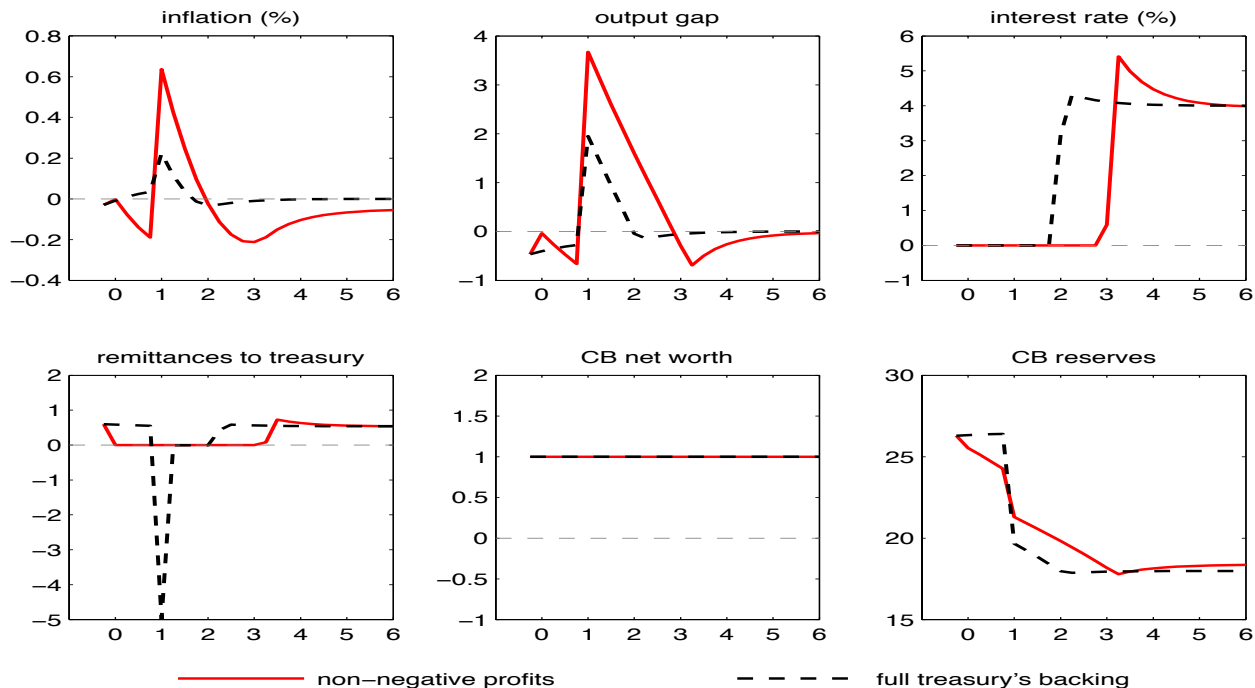 inflation (%) output gap interest rate (%)
0.8 4 6
0.6 3 5
0.4 2 4
0.2 1 3
0 0 2
−0.2 −1 1
−0.4 0
−1
0 1 2 3 4 5 6 0 1 2 3 4 5 6 0 1 2 3 4 5 6
remittances to treasury CB net worth CB reserves
2 2 30
1 1.5 25
0 1 20
−1 0.5 15
−2 0
−3 −0.5
−4 −1
−5
0 1 2 3 4 5 6 0 1 2 3 4 5 6 0 1 2 3 4 5 6
non−negative profits full treasury's backing